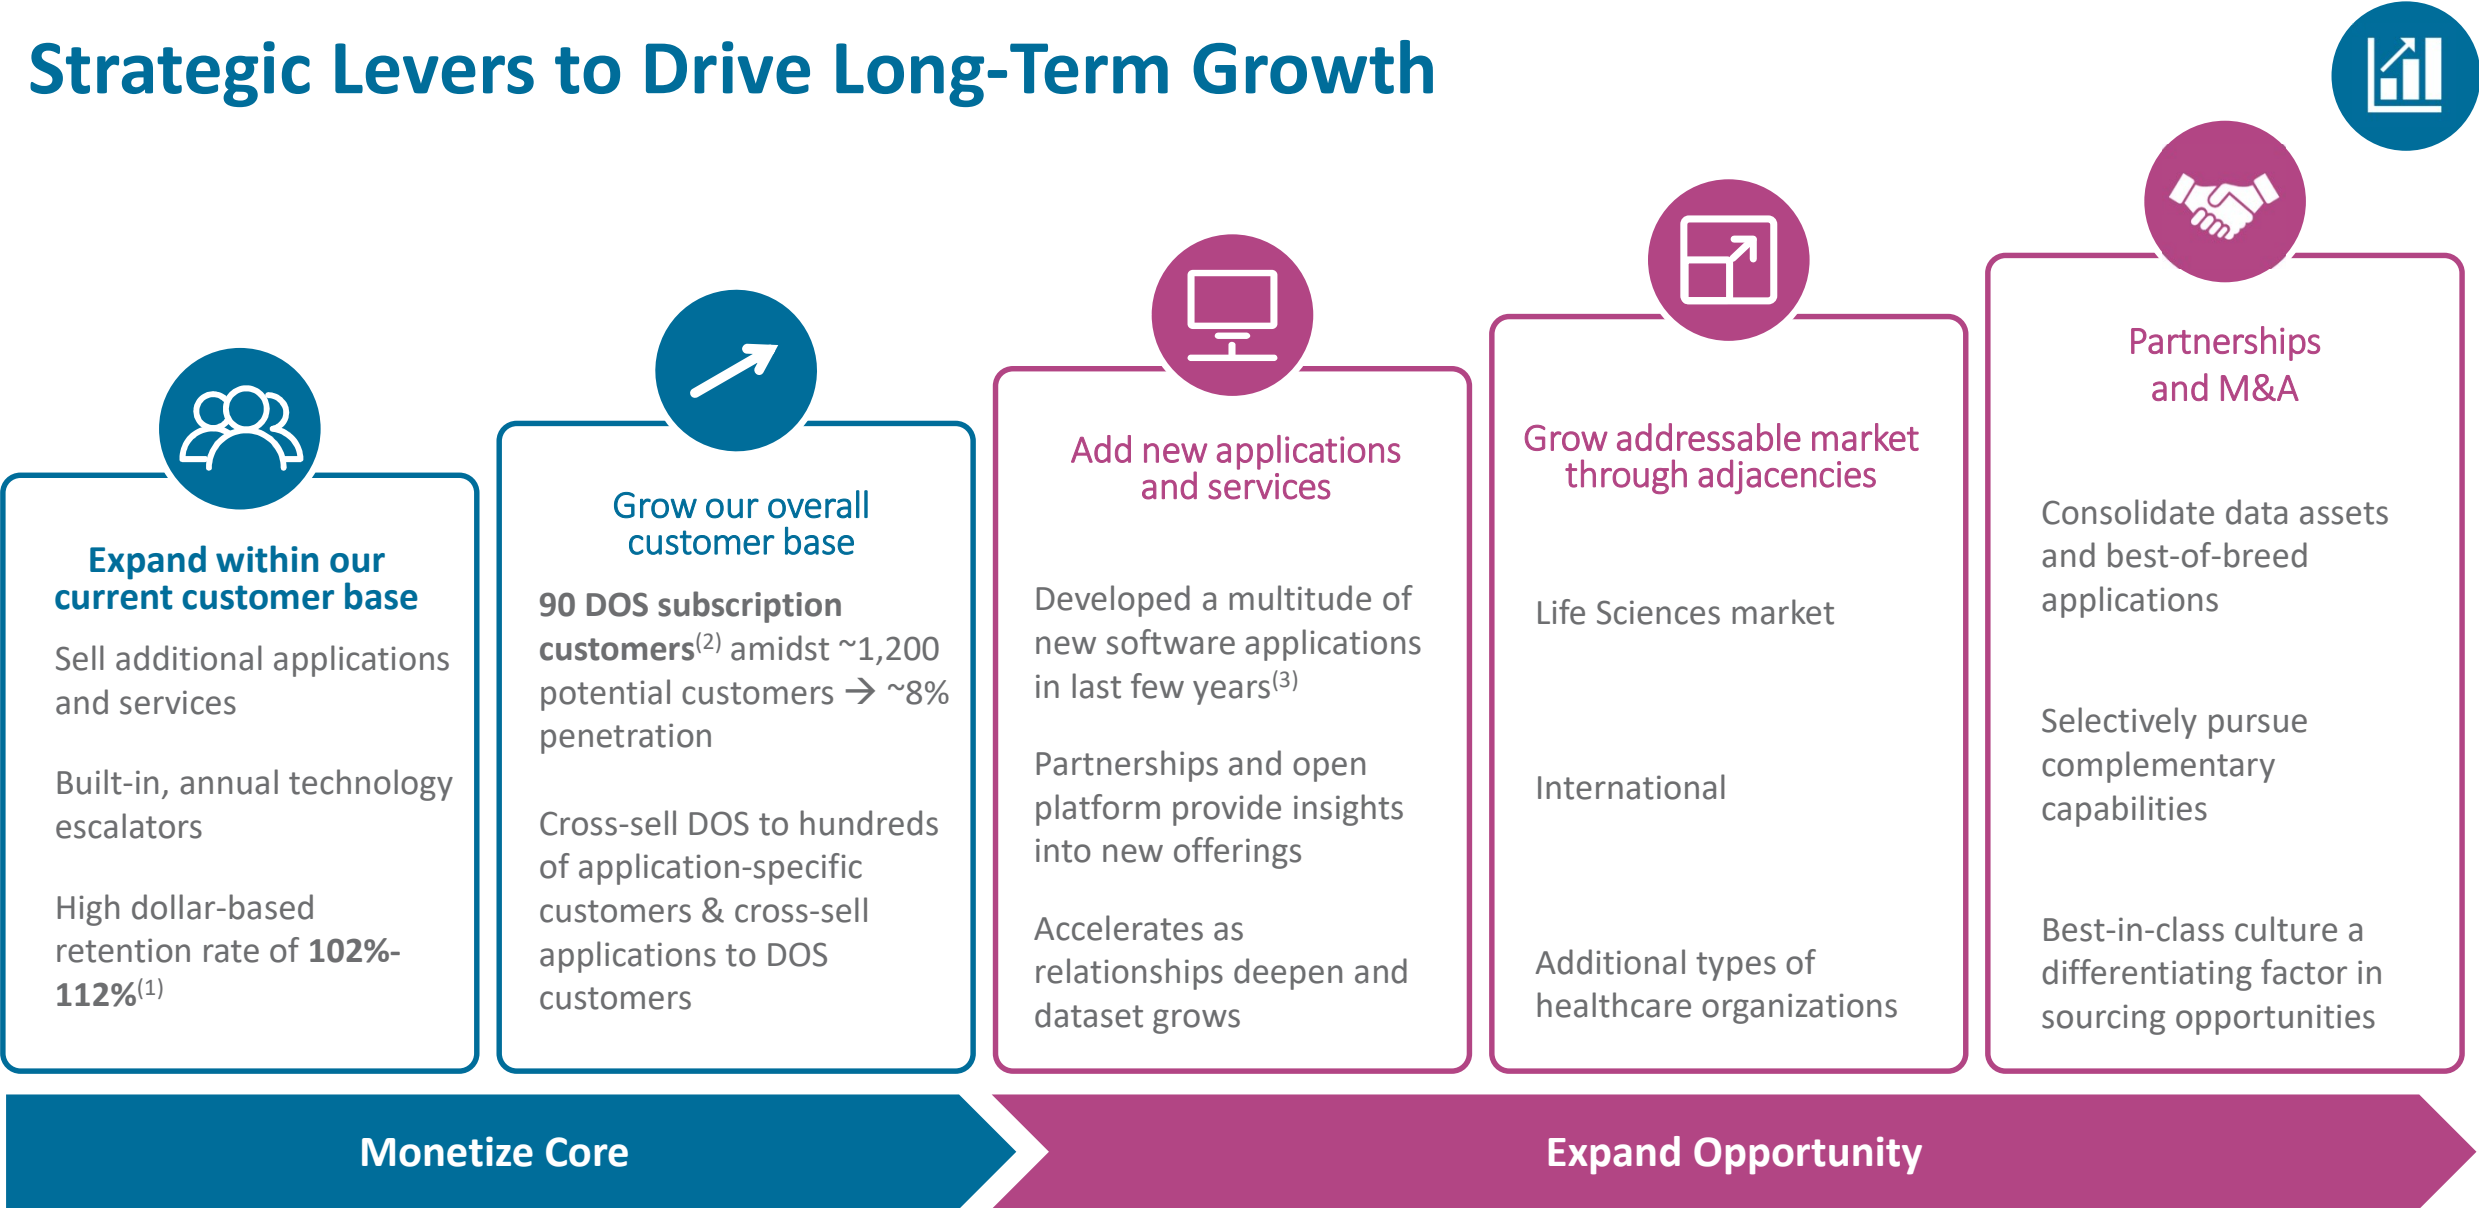 Strategic Levers to Drive Long-Term Growth
Expand within our
current customer base
Sell additional applications
and services
Built-in, annual technology
escalators
High dollar-based
retention rate of 102%-
112%(1)
Grow our overall
customer base
90 DOS subscription
customers(2) amidst ~1,200
potential customers → ~8%
penetration
Cross-sell DOS to hundreds
of application-specific
customers & cross-sell
applications to DOS
customers
Add new applications
and services
Developed a multitude of
new software applications
in last few years(3)
Partnerships and open
platform provide insights
into new offerings
Accelerates as
relationships deepen and
dataset grows
Grow addressable market
through adjacencies
Life Sciences market
International
Additional types of
healthcare organizations
Partnerships
and M&A
Consolidate data assets
and best-of-breed
applications
Selectively pursue
complementary
capabilities
Best-in-class culture a
differentiating factor in
sourcing opportunities
Monetize Core
Expand Opportunity